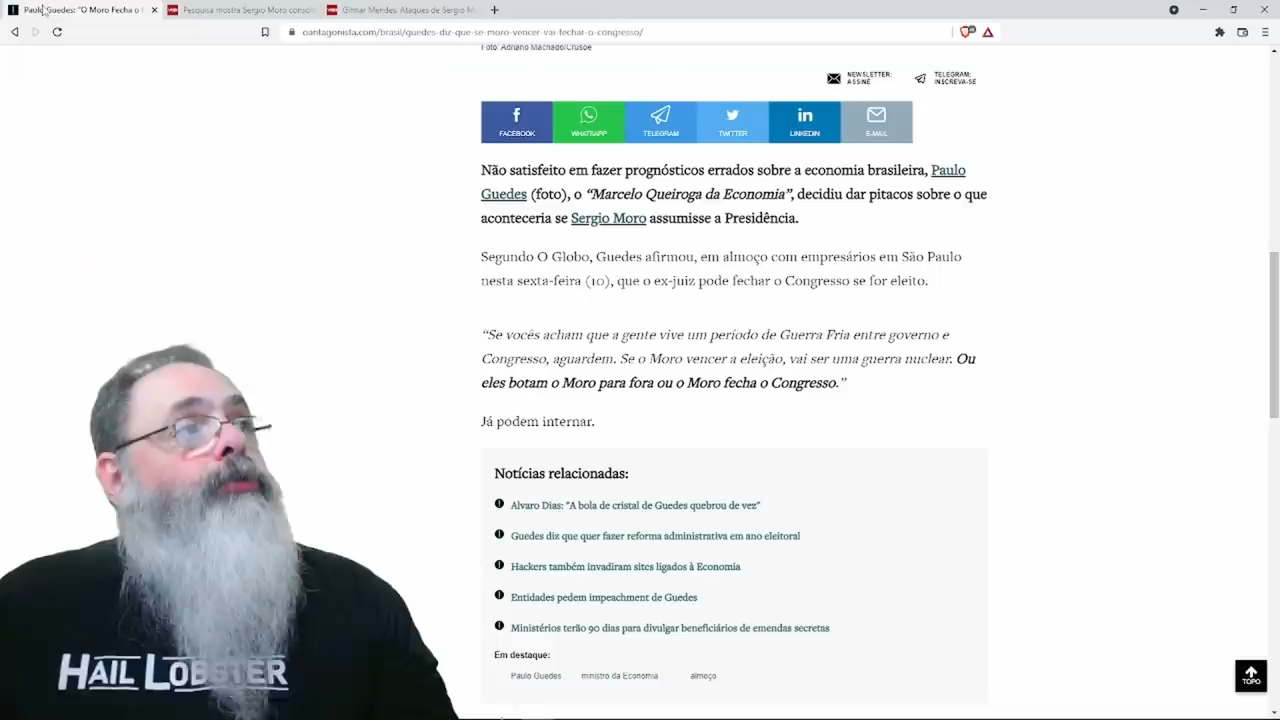 Paulo Guedes: "O Moro Fecha o
Pesquisa mostra Sergio Moro consol
Gilmar Mendes: Ataques de Sergio M
oantagonista.com/brasil/guedes-diz-que-se-moro-vencer-vai-fechar-o-congresso/
Foto: Adriano Machado/Crusoé
NEWSLETTER:
ASSINE
TELEGRAM:
INSCREVA-SE
FACEBOOK
WHATSAPP
TELEGRAM
TWITTER
LINKEDIN
E-MAIL
Não satisfeito em fazer prognósticos errados sobre a economia brasileira, Paulo
Guedes (foto), o “Marcelo Queiroga da Economia”, decidiu dar pitacos sobre o que
aconteceria se Sergio Moro assumisse a Presidência.
Segundo O Globo, Guedes afirmou, em almoço com empresários em São Paulo
nesta sexta-feira (10), que o ex-juiz pode fechar o Congresso se for eleito.
“Se vocês acham que a gente vive um período de Guerra Fria entre governo e
Congresso, aguardem. Se o Moro vencer a eleição, vai ser uma guerra nuclear. Ou
eles botam o Moro para fora ou o Moro fecha o Congresso.”
Já podem internar.
Notícias relacionadas:
Alvaro Dias: "A bola de cristal de Guedes quebrou de vez"
Guedes diz que quer fazer reforma administrativa em ano eleitoral
Hackers também invadiram sites ligados à Economia
Entidades pedem impeachment de Guedes
Ministérios terão 90 dias para divulgar beneficiários de emendas secretas
Em destaque:
Paulo Guedes
ministro da Economia
almoço
TOPO
HAIL LOBSTER